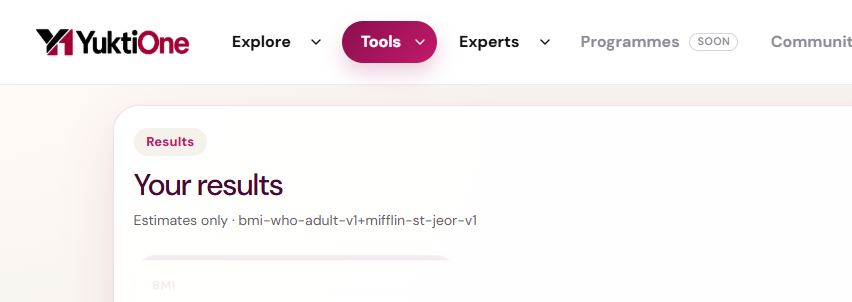 YuktiOne Explore Tools Experts Programmes SOON Communit
Results
Your results
Estimates only · bmi-who-adult-v1+mifflin-st-jeor-v1
BMI